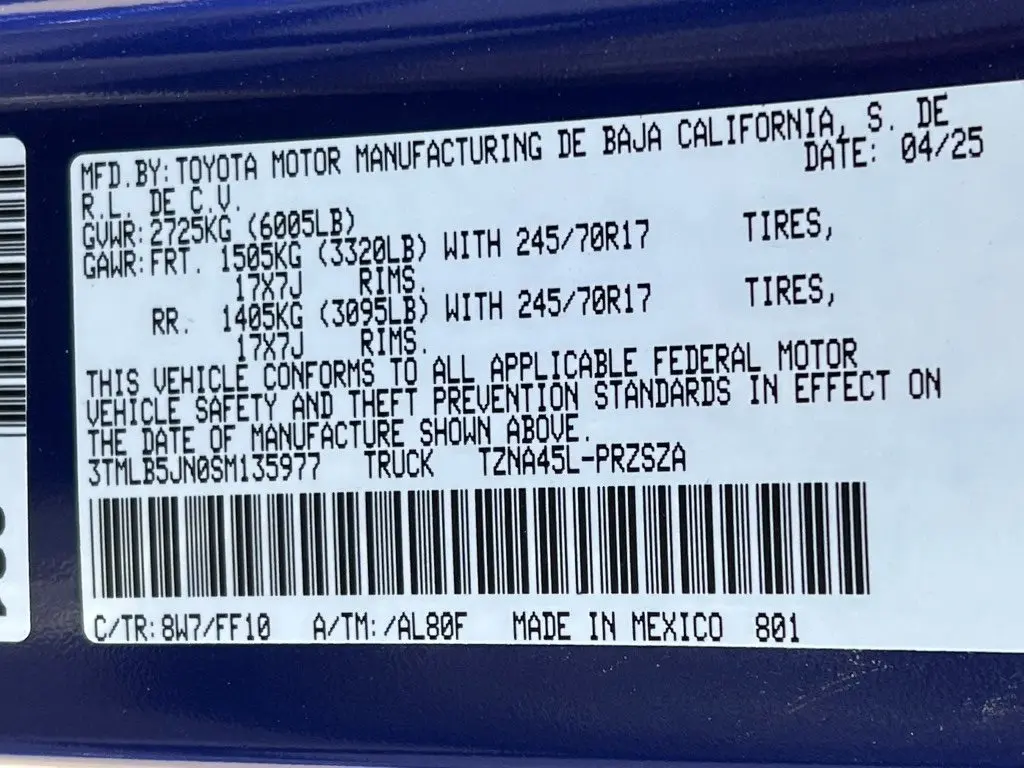 MFD.BY: TOYOTA MOTOR MANUFACTURING DE BAJA CALIFORNIA, S. DE
R.L. DE C.V. DATE: 04/25
GVWR: 2725KG (6005LB)
GAWR: FRT. 1505KG (3320LB) WITH 245/70R17 TIRES,
17X7J RIMS.
RR. 1405KG (3095LB) WITH 245/70R17 TIRES,
17X7J RIMS.
THIS VEHICLE CONFORMS TO ALL APPLICABLE FEDERAL MOTOR
VEHICLE SAFETY AND THEFT PREVENTION STANDARDS IN EFFECT ON
THE DATE OF MANUFACTURE SHOWN ABOVE.
3TMLB5JN0SM135977 TRUCK TZNA45L-PRZSZA
C/TR: 8W7/FF10 A/TM: /AL80F MADE IN MEXICO 801